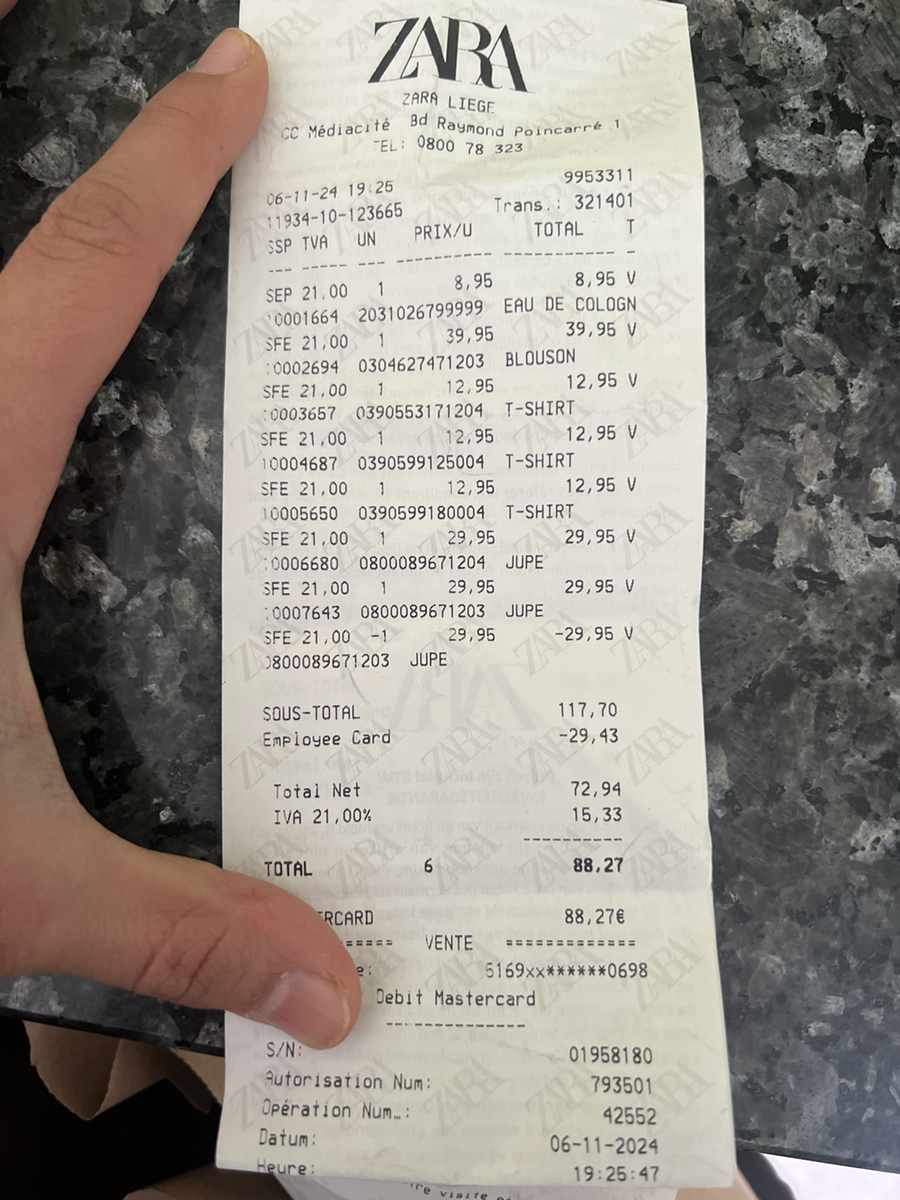 ZARA
ZARA LIEGE
CC Médiacité Bd Raymond Poincarré 1
TEL: 0800 78 323
06-11-24 19:25 9953311
11934-10-123665 Trans.: 321401
SSP TVA UN PRIX/U TOTAL T
--- ----- --- ---------- ----------- -
SEP 21,00 1 8,95 8,95 V
10001664 2031026799999 EAU DE COLOGN
SFE 21,00 1 39,95 39,95 V
10002694 0304627471203 BLOUSON
SFE 21,00 1 12,95 12,95 V
10003657 0390553171204 T-SHIRT
SFE 21,00 1 12,95 12,95 V
10004687 0390599125004 T-SHIRT
SFE 21,00 1 12,95 12,95 V
10005650 0390599180004 T-SHIRT
SFE 21,00 1 29,95 29,95 V
10006680 0800089671204 JUPE
SFE 21,00 1 29,95 29,95 V
10007643 0800089671203 JUPE
SFE 21,00 -1 29,95 -29,95 V
0800089671203 JUPE
SOUS-TOTAL 117,70
Employee Card -29,43
Total Net 72,94
IVA 21,00% 15,33
----------
TOTAL 6 88,27
RCARD 88,27€
===== VENTE =============
e: 5169xx******0698
Debit Mastercard
--------------
S/N: 01958180
Autorisation Num: 793501
Opération Num…: 42552
Datum: 06-11-2024
Heure: 19:25:47